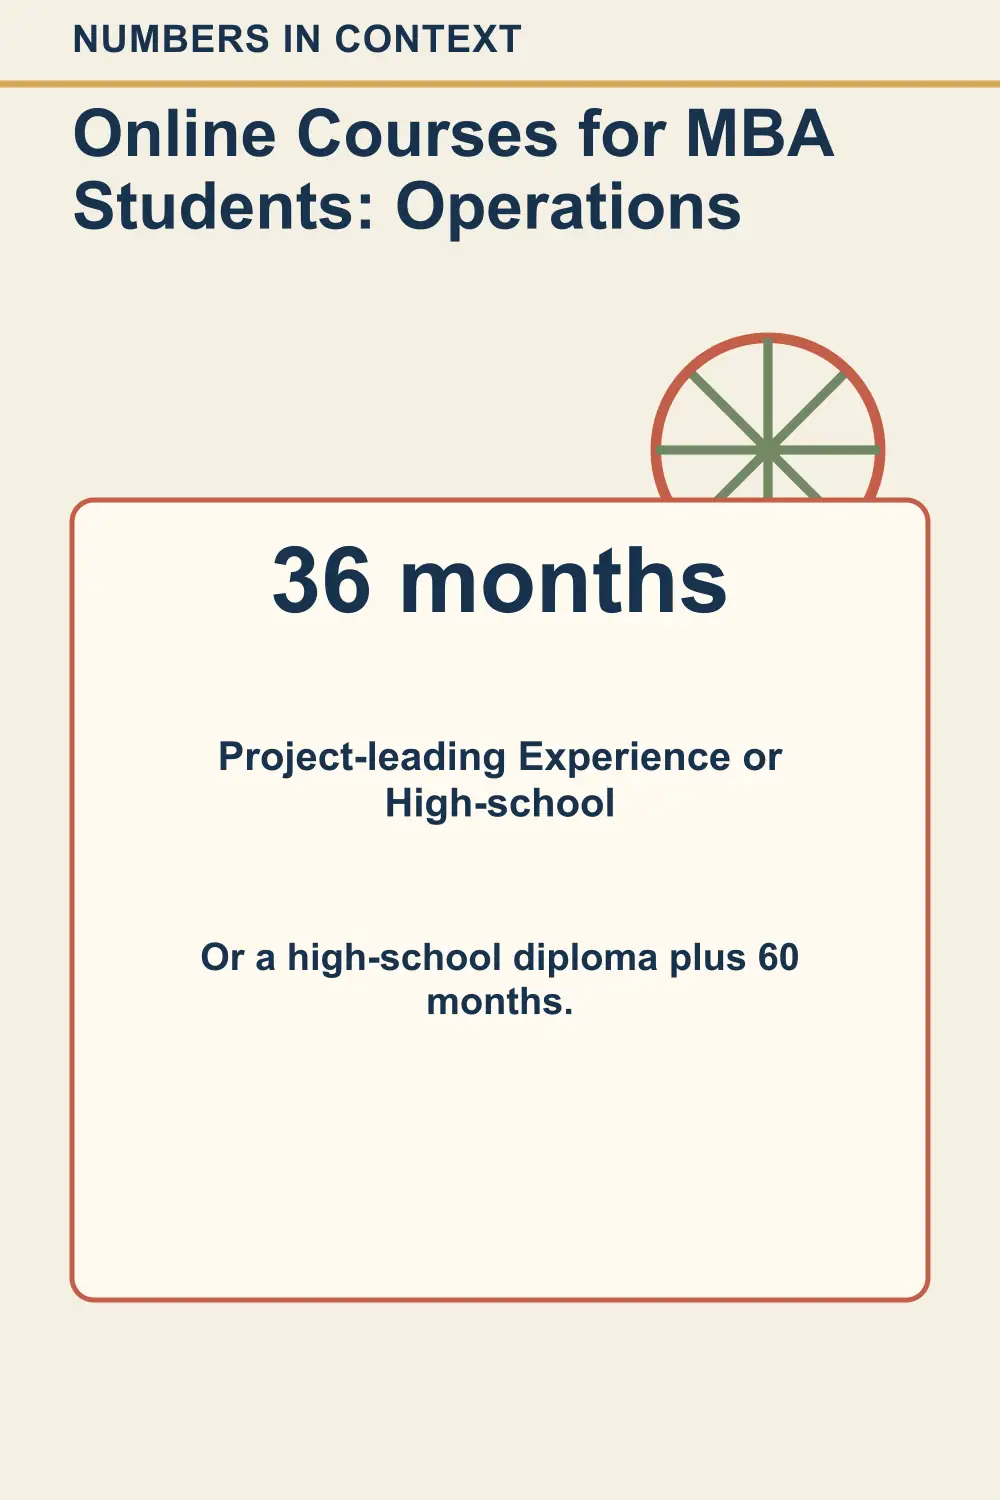 NUMBERS IN CONTEXT
Online Courses for MBA
Students: Operations
36 months
Project-leading Experience or
High-school
Or a high-school diploma plus 60
months.